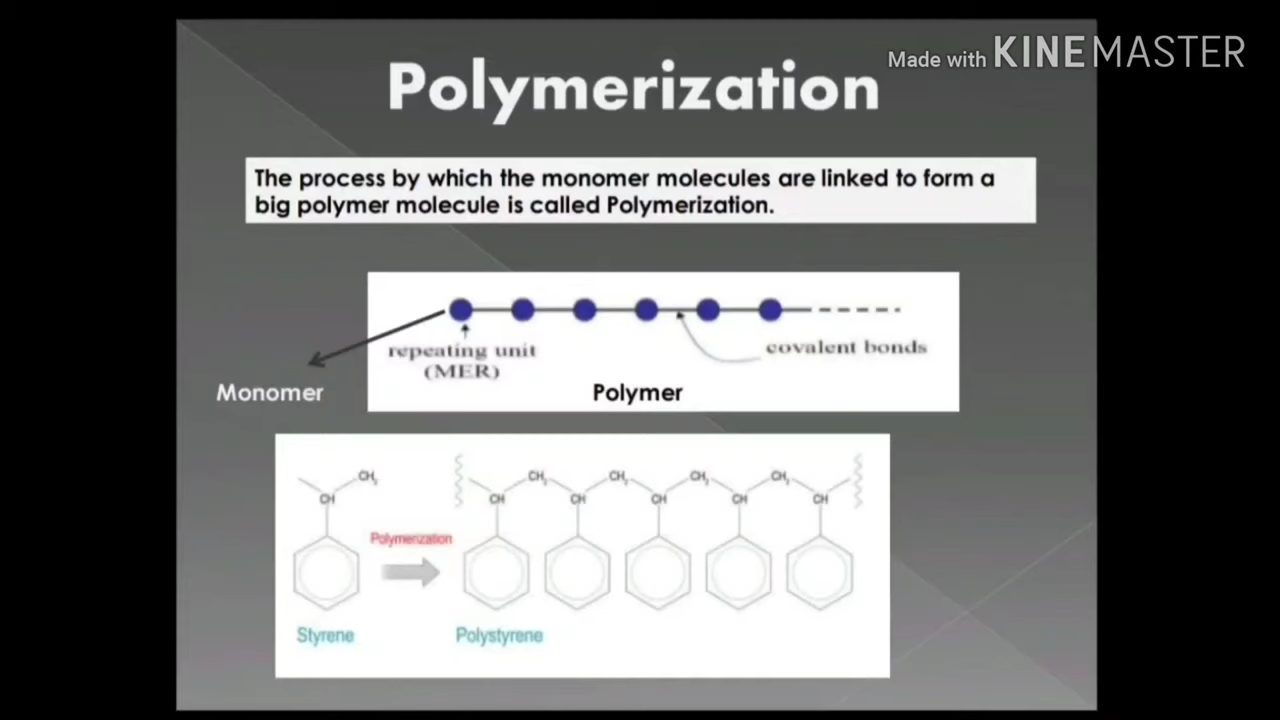 Made with KINEMASTER
Polymerization
The process by which the monomer molecules are linked to form a
big polymer molecule is called Polymerization.
repeating unit
(MER)
covalent bonds
Monomer
Polymer
CH₂ CH₂ CH₂ CH₂ CH₂
CH CH CH CH CH CH
Polymerization
Styrene
Polystyrene